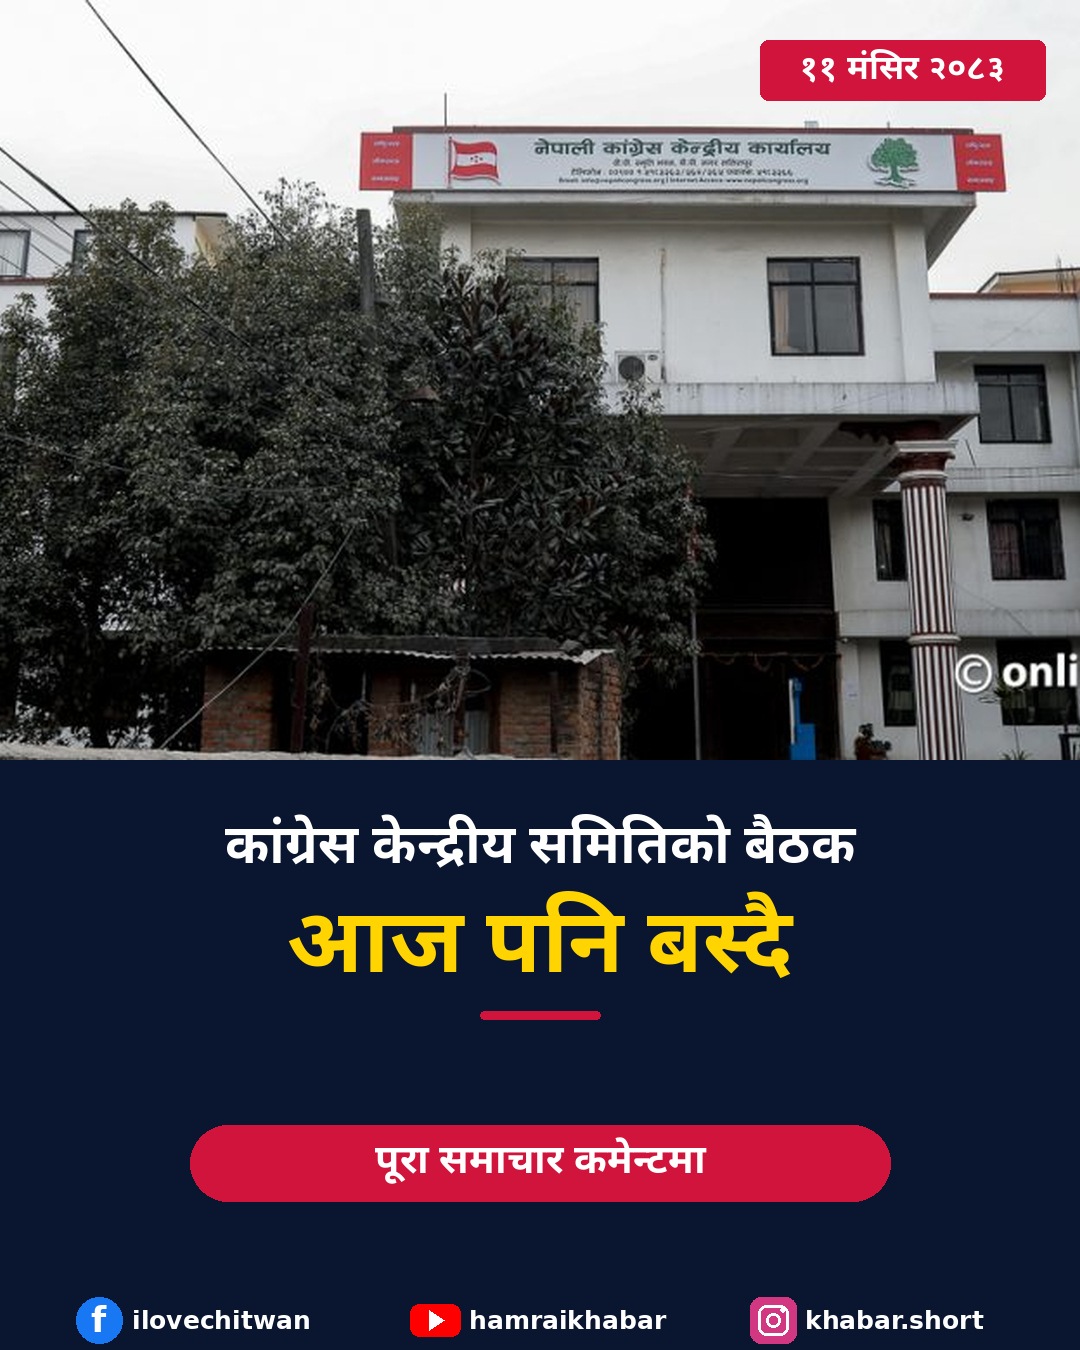 ११ मंसिर २०८३
नेपाली कांग्रेस केन्द्रीय कार्यालय
© onli
कांग्रेस केन्द्रीय समितिको बैठक
आज पनि बस्दै
पूरा समाचार कमेन्टमा
ilovechitwan
hamraikhabar
khabar.short